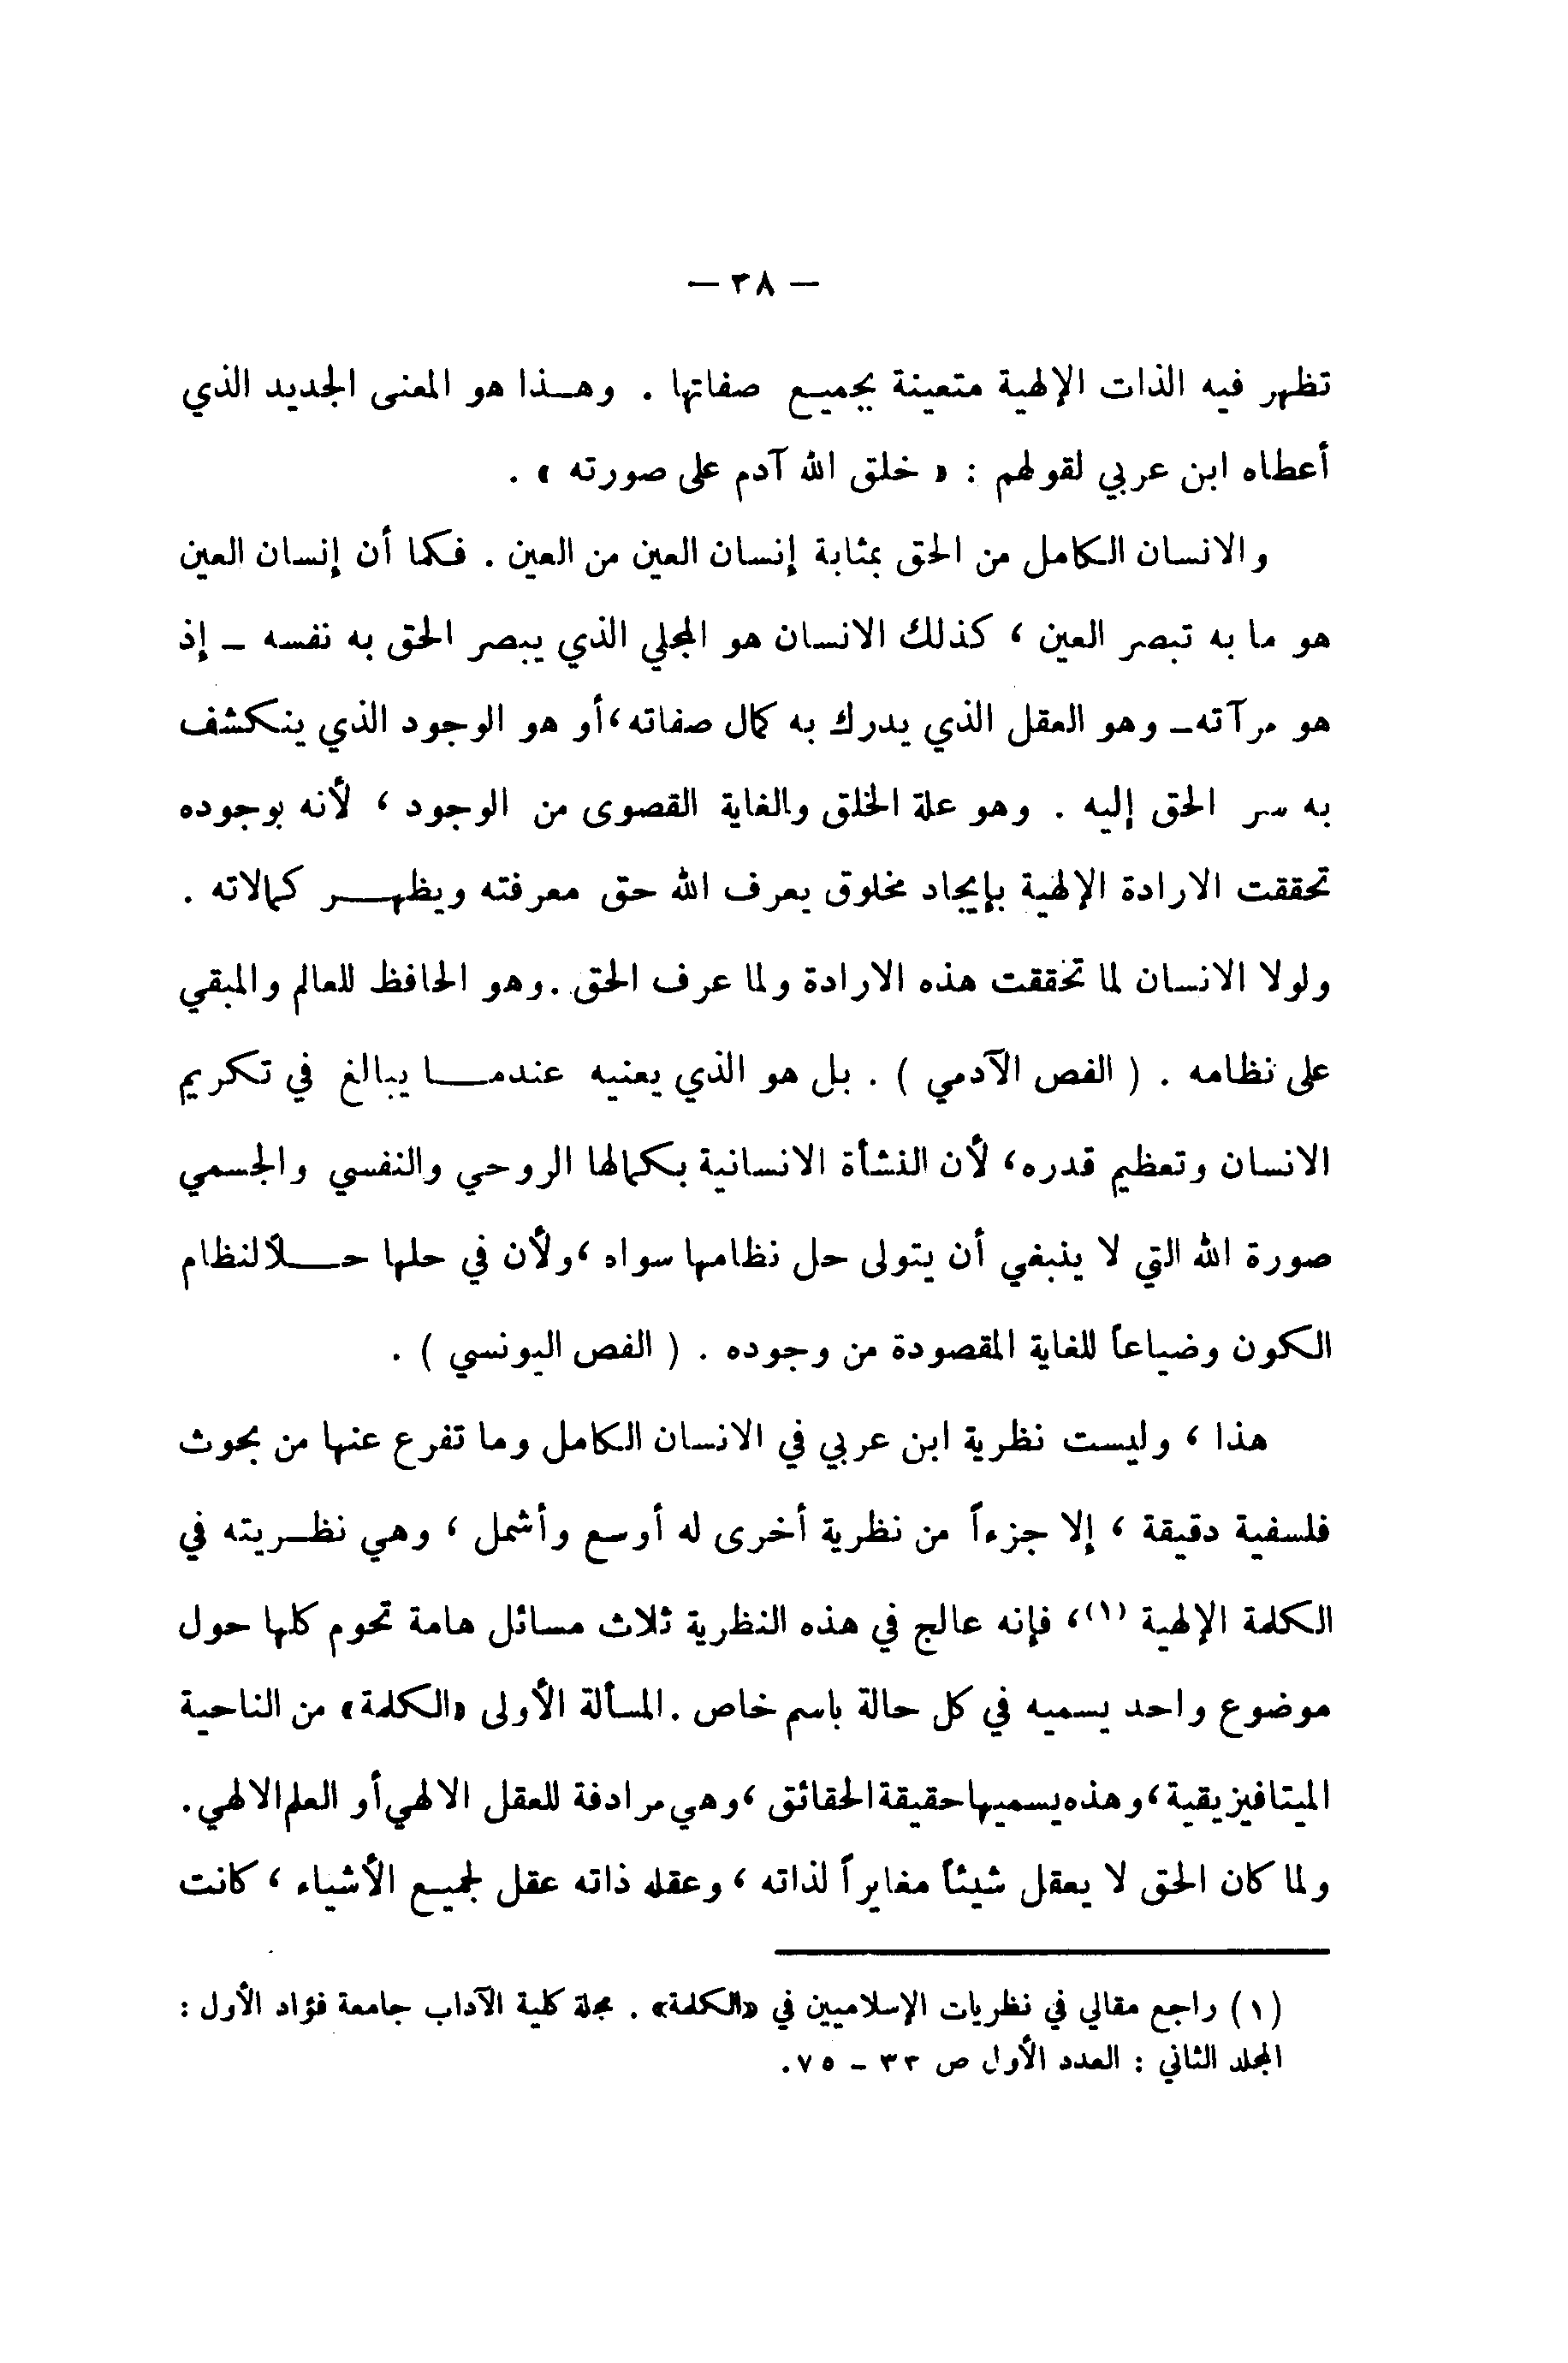 — ٣٨ —
تظهر فيه الذات الإلهية متعينة بجميع صفاتها . وهــذا هو المعنى الجديد الذي
أعطاه ابن عربي لقولهم : « خلق الله آدم على صورته » .
والانسان الكامل من الحق بمثابة إنسان العين من العين . فكما أن إنسان العين
هو ما به تبصر العين ، كذلك الانسان هو المجلي الذي يبصر الحق به نفسه – إذ
هو مرآته– وهو العقل الذي يدرك به كمال صفاته ،أو هو الوجود الذي ينكشف
به سر الحق إليه . وهو علة الخلق والغاية القصوى من الوجود ، لأنه بوجوده
تحققت الارادة الإلهية بإيجاد مخلوق يعرف الله حق معرفته ويظهــر كمالاته .
ولولا الانسان لما تحققت هذه الارادة ولما عرف الحق .وهو الحافظ للعالم والمبقي
على نظامه . ( الفص الآدمي ) . بل هو الذي يعنيه عندمــا يبالغ في تكريم
الانسان وتعظيم قدره، لأن النشأة الانسانية بكمالها الروحي والنفسي والجسمي
صورة الله التي لا ينبغي أن يتولى حل نظامها سواه ،ولأن في حلها حــلاً لنظام
الكون وضياعاً للغاية المقصودة من وجوده . ( الفص اليونسي ) .
هذا ، وليست نظرية ابن عربي في الانسان الكامل وما تفرع عنها من بحوث
فلسفية دقيقة ، إلا جزءاً من نظرية أخرى له أوسع وأشمل ، وهي نظــريته في
الكلمة الإلهية (١)، فإنه عالج في هذه النظرية ثلاث مسائل هامة تحوم كلها حول
موضوع واحد يسميه في كل حالة باسم خاص .المسألة الأولى «الكلمة» من الناحية
الميتافيزيقية،وهذه يسميها حقيقة الحقائق ،وهي مرادفة للعقل الالهي أو العلم الالهي.
ولما كان الحق لا يعقل شيئاً مغايراً لذاته ، وعقله ذاته عقل لجميع الأشياء ، كانت
(١) راجع مقالي في نظريات الإسلاميين في «الكلمة» . مجلة كلية الآداب جامعة فؤاد الأول :
المجلد الثاني : العدد الأول ص ٣٣ – ٧٥.